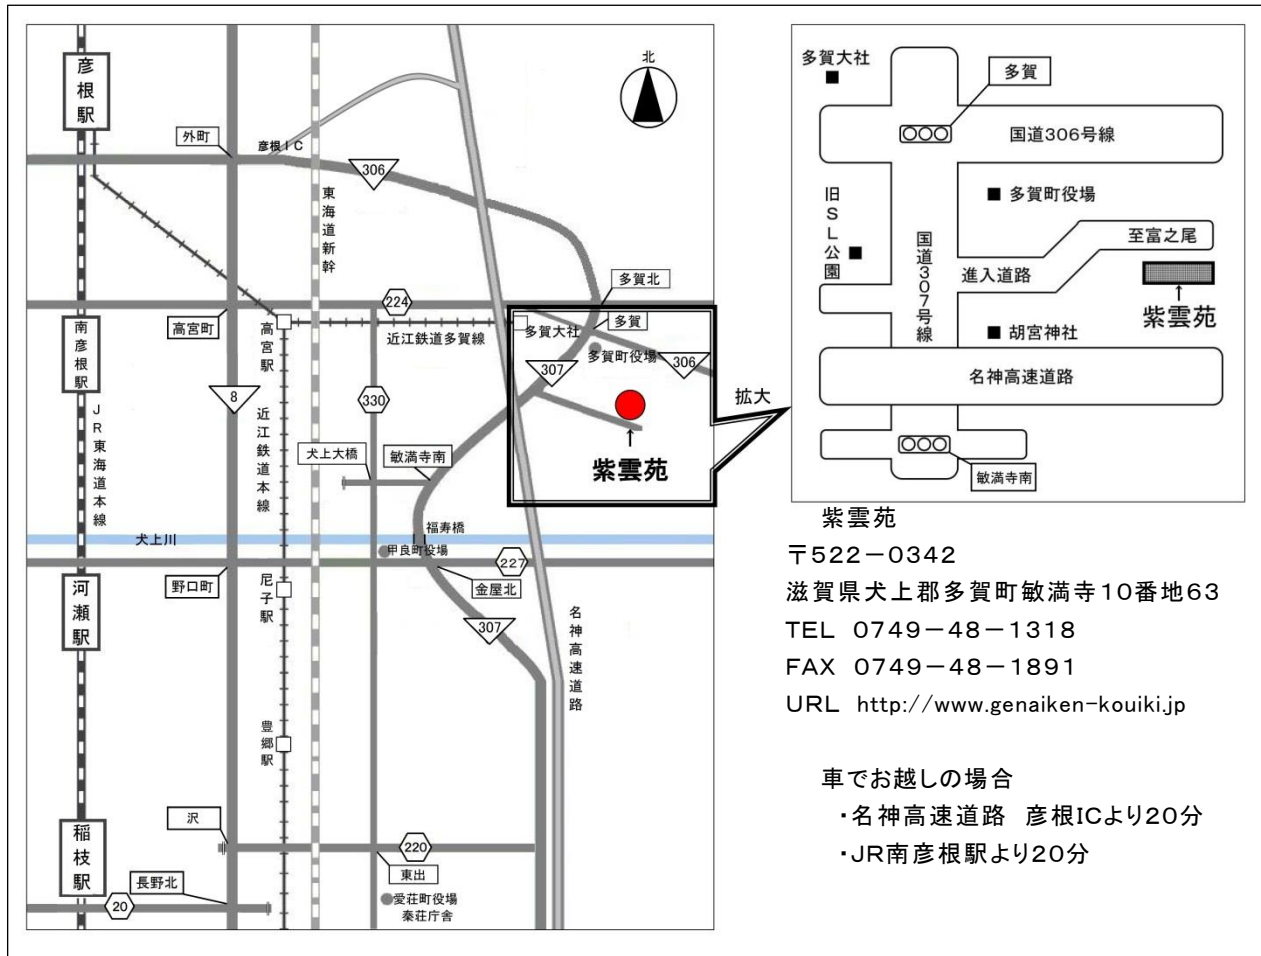 北
彦根駅
外町
彦根IC
306
東海道新幹
多賀北
224
高宮町
高宮駅
近江鉄道多賀線
多賀大社
多賀
多賀町役場
南彦根駅
307
306
8
330
JR東海道本線
近江鉄道本線
犬上大橋
敏満寺南
紫雲苑
拡大
犬上川
福寿橋
甲良町役場
野口町
尼子駅
227
金屋北
河瀬駅
307
名神高速道路
豊郷駅
沢
稲枝駅
220
東出
長野北
20
愛荘町役場
秦荘庁舎
多賀大社
多賀
国道306号線
旧SL公園
多賀町役場
国道307号線
至富之尾
進入道路
紫雲苑
胡宮神社
名神高速道路
敏満寺南
紫雲苑
〒522-0342
滋賀県犬上郡多賀町敏満寺10番地63
TEL 0749-48-1318
FAX 0749-48-1891
URL http://www.genaiken-kouiki.jp
車でお越しの場合
・名神高速道路 彦根ICより20分
・JR南彦根駅より20分